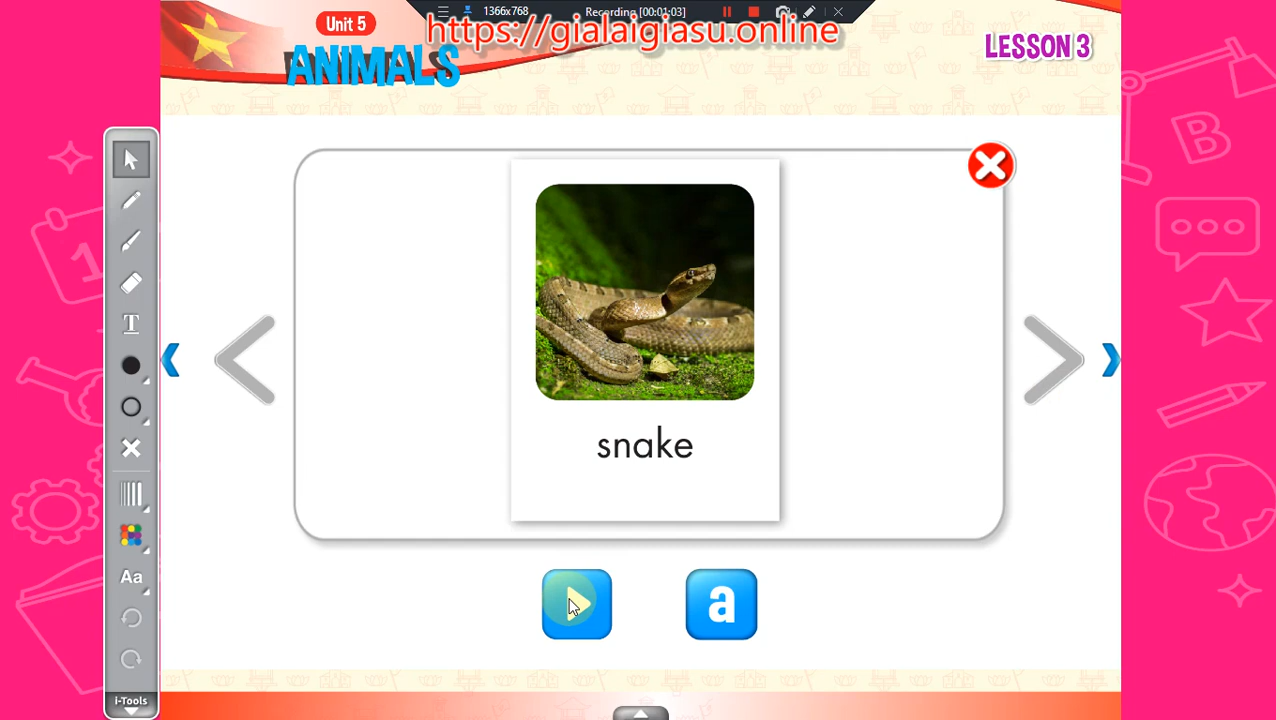 1366x768
Recording [00:01:03]
Unit 5
https://gialaigiasu.online
ANIMALS
LESSON 3
T
snake
Aa
a
i-Tools